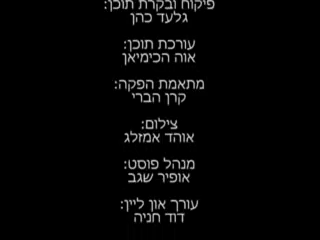 פיקוח ובקרת תוכן:
גלעד כהן
עורכת תוכן:
אוה הכימיאן
מתאמת הפקה:
קרן הברי
צילום:
אוהד אמזלג
מנהל פוסט:
אופיר שגב
עורך און ליין:
דוד חניה